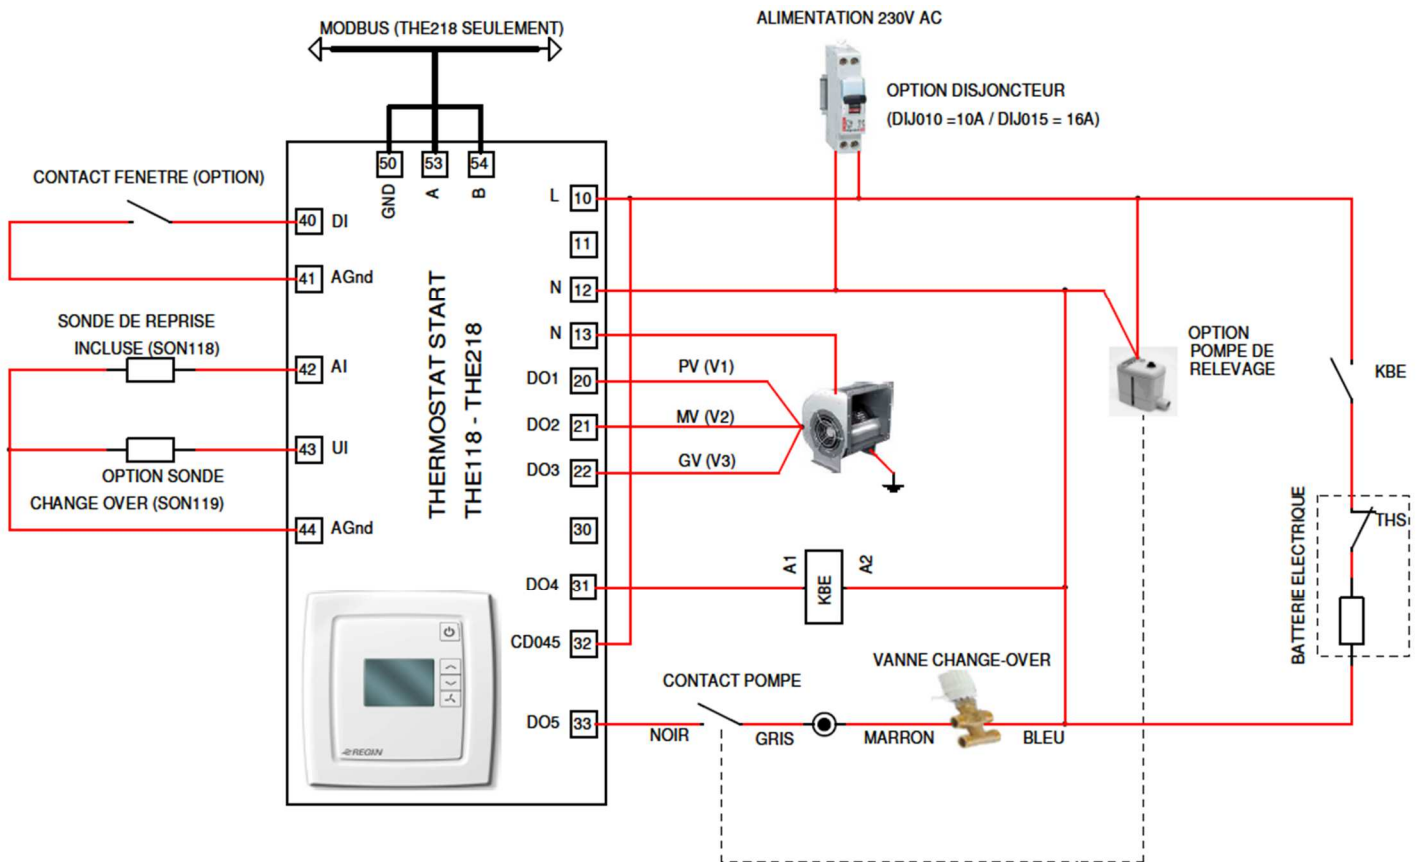 ALIMENTATION 230V AC
MODBUS (THE218 SEULEMENT)
OPTION DISJONCTEUR
(DIJ010 =10A / DIJ015 = 16A)
50
53
54
GND
A
B
CONTACT FENETRE (OPTION)
40 DI
41 AGnd
SONDE DE REPRISE
INCLUSE (SON118)
42 AI
43 UI
OPTION SONDE
CHANGE OVER (SON119)
44 AGnd
THERMOSTAT START
THE118 - THE218
L 10
11
N 12
N 13
DO1 20
DO2 21
DO3 22
30
DO4 31
CD045 32
DO5 33
PV (V1)
MV (V2)
GV (V3)
A1
KBE
A2
OPTION
POMPE DE
RELEVAGE
KBE
THS
BATTERIE ELECTRIQUE
VANNE CHANGE-OVER
CONTACT POMPE
NOIR
GRIS
MARRON
BLEU
REGIN